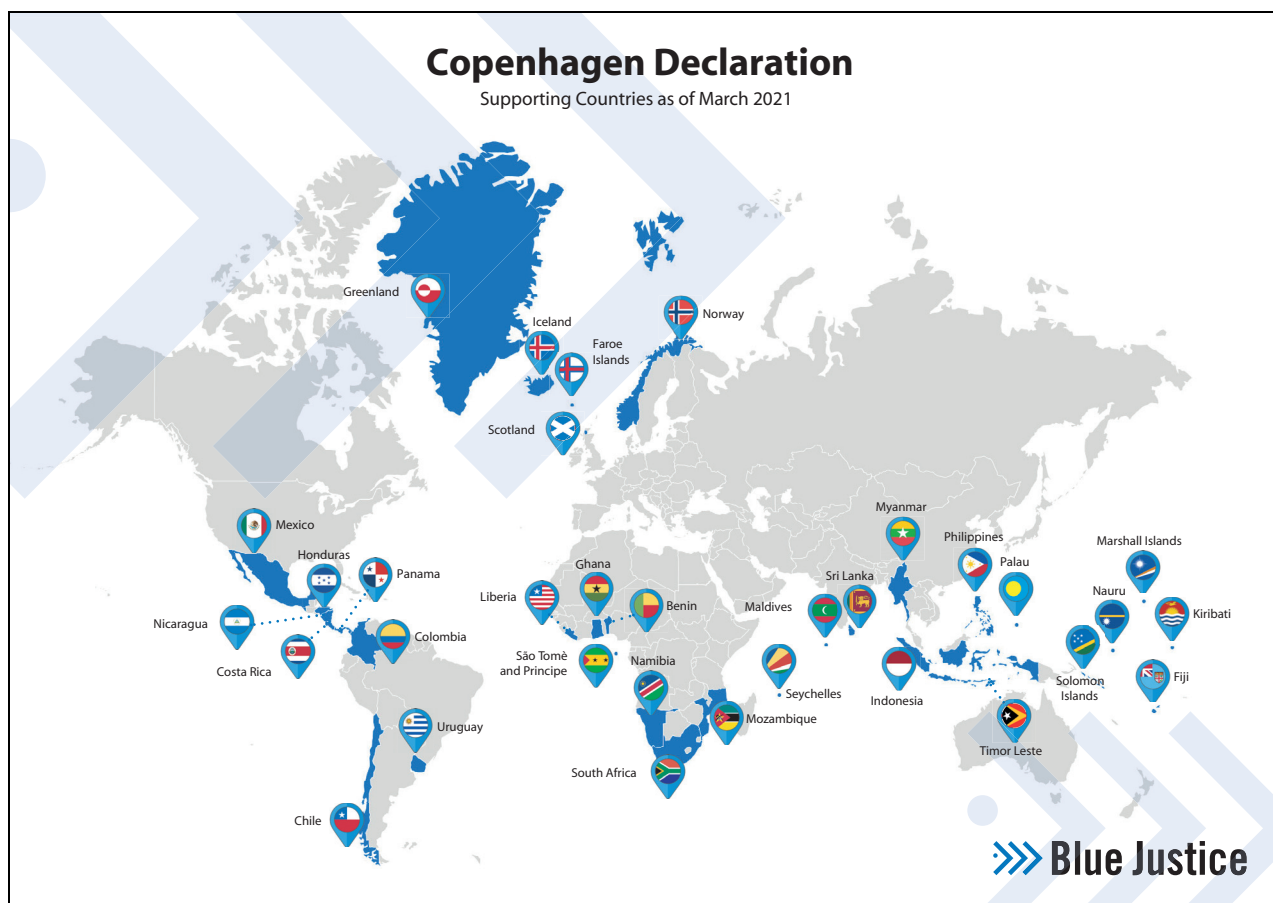 Copenhagen Declaration
Supporting Countries as of March 2021
Greenland
Iceland
Faroe
Islands
Norway
Scotland
Mexico
Honduras
Panama
Nicaragua
Costa Rica
Colombia
Uruguay
Chile
Liberia
Ghana
Benin
São Tomè
and Principe
Namibia
Mozambique
South Africa
Maldives
Sri Lanka
Seychelles
Myanmar
Philippines
Palau
Indonesia
Timor Leste
Marshall Islands
Nauru
Kiribati
Solomon
Islands
Fiji
Blue Justice